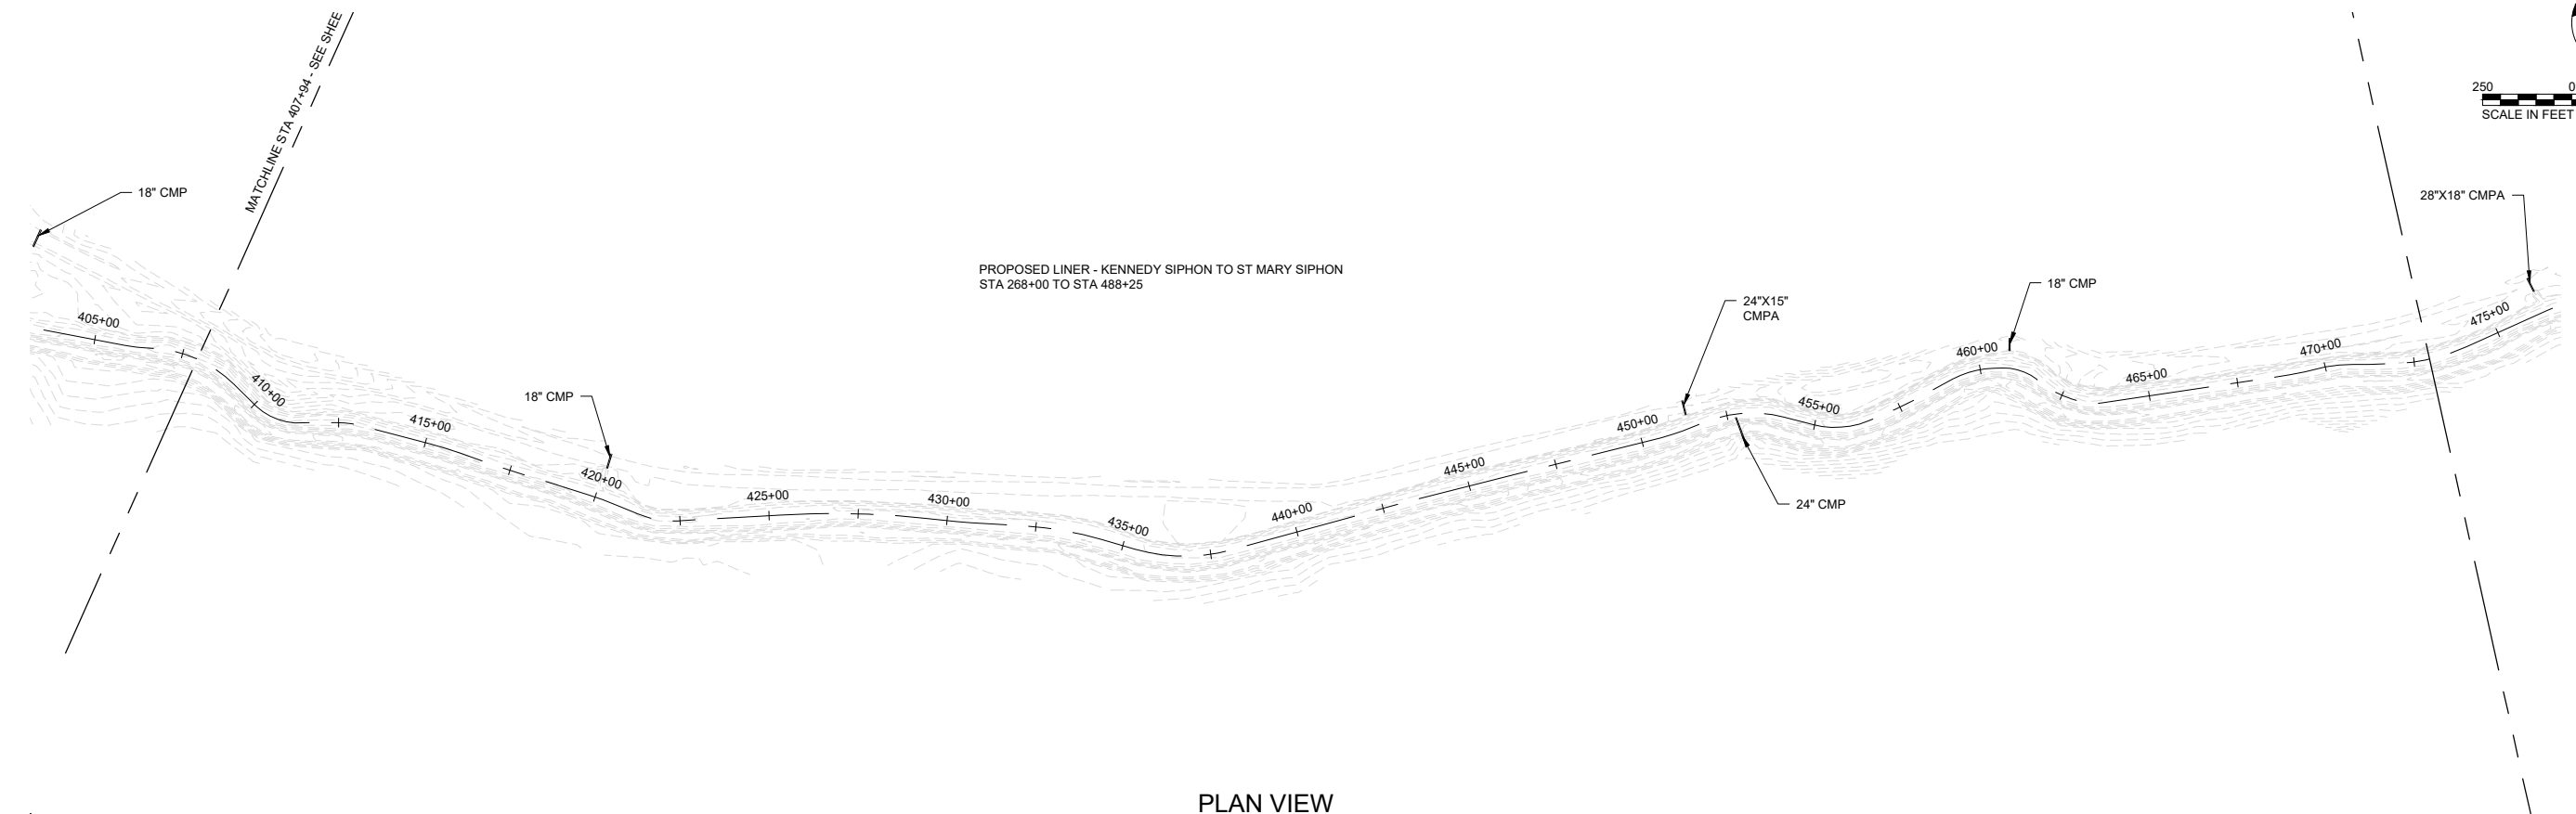 MATCHLINE STA 407+94 - SEE SHEE
250 0
SCALE IN FEET
18" CMP
28"X18" CMPA
PROPOSED LINER - KENNEDY SIPHON TO ST MARY SIPHON
STA 268+00 TO STA 488+25
18" CMP
24"X15"
CMPA
405+00
410+00
415+00
18" CMP
420+00
425+00
430+00
435+00
440+00
445+00
450+00
455+00
460+00
465+00
470+00
475+00
24" CMP
PLAN VIEW